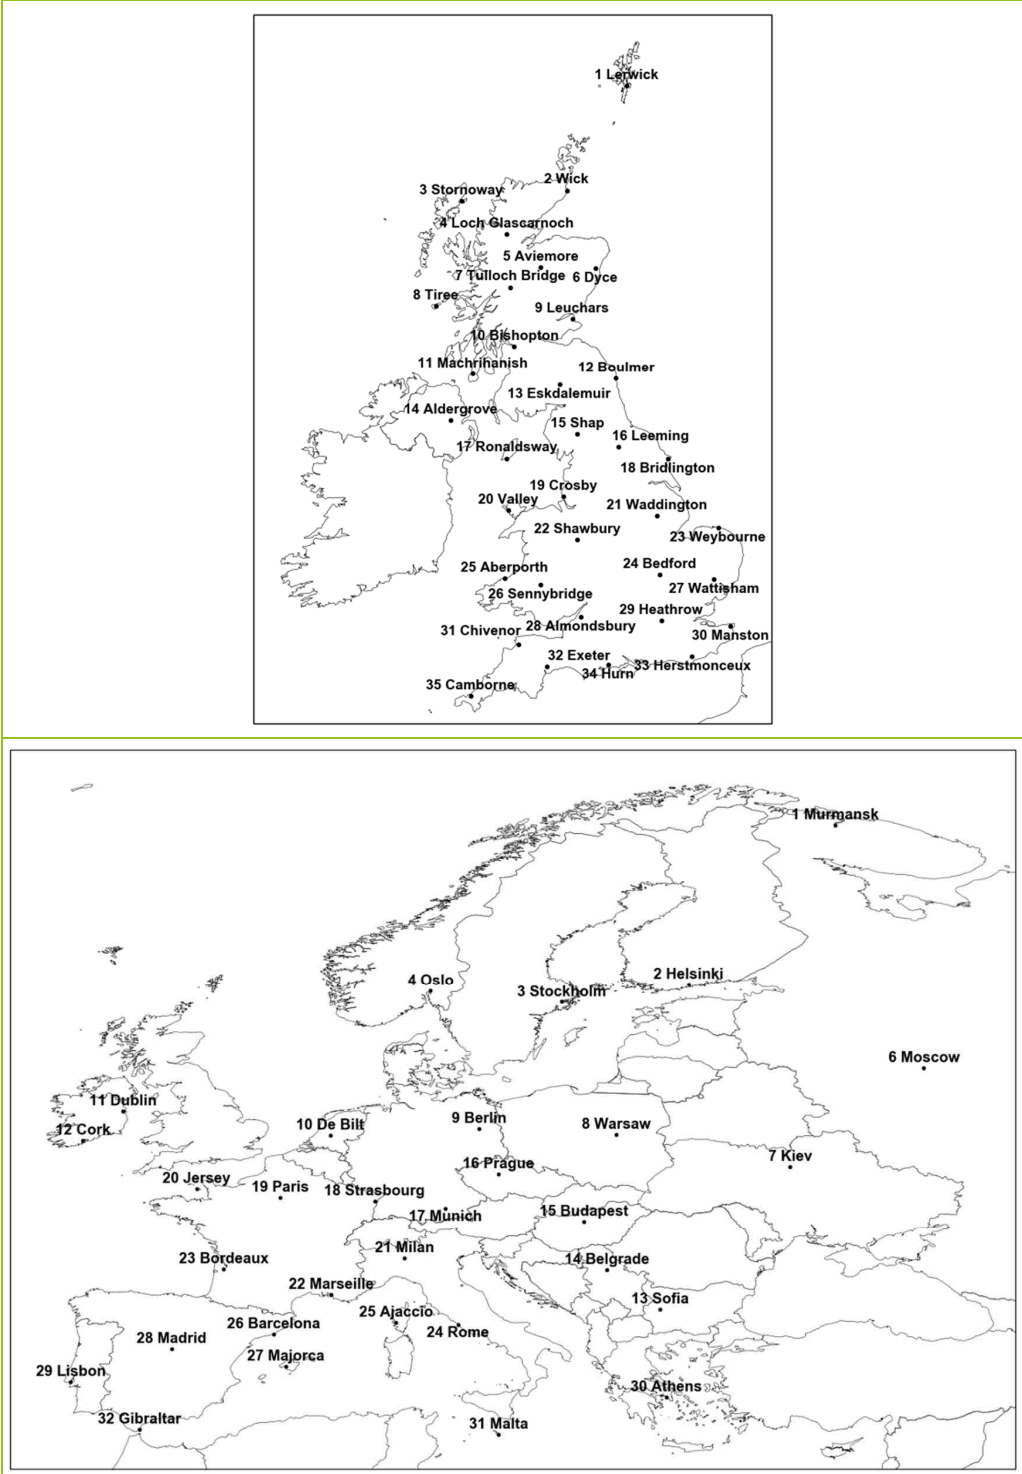 1 Lerwick
2 Wick
3 Stornoway
4 Loch Glascarnoch
5 Aviemore
7 Tulloch Bridge
6 Dyce
8 Tiree
9 Leuchars
10 Bishopton
11 Machrihanish
12 Boulmer
13 Eskdalemuir
14 Aldergrove
15 Shap
16 Leeming
17 Ronaldsway
18 Bridlington
19 Crosby
20 Valley
21 Waddington
22 Shawbury
23 Weybourne
24 Bedford
25 Aberporth
27 Wattisham
26 Sennybridge
29 Heathrow
28 Almondsbury
31 Chivenor
30 Manston
32 Exeter
33 Herstmonceux
34 Hurn
35 Camborne
1 Murmansk
2 Helsinki
4 Oslo
3 Stockholm
6 Moscow
11 Dublin
9 Berlin
10 De Bilt
8 Warsaw
12 Cork
7 Kiev
16 Prague
20 Jersey
19 Paris
18 Strasbourg
15 Budapest
17 Munich
21 Milan
23 Bordeaux
14 Belgrade
22 Marseille
13 Sofia
25 Ajaccio
26 Barcelona
24 Rome
28 Madrid
27 Majorca
29 Lisbon
30 Athens
32 Gibraltar
31 Malta